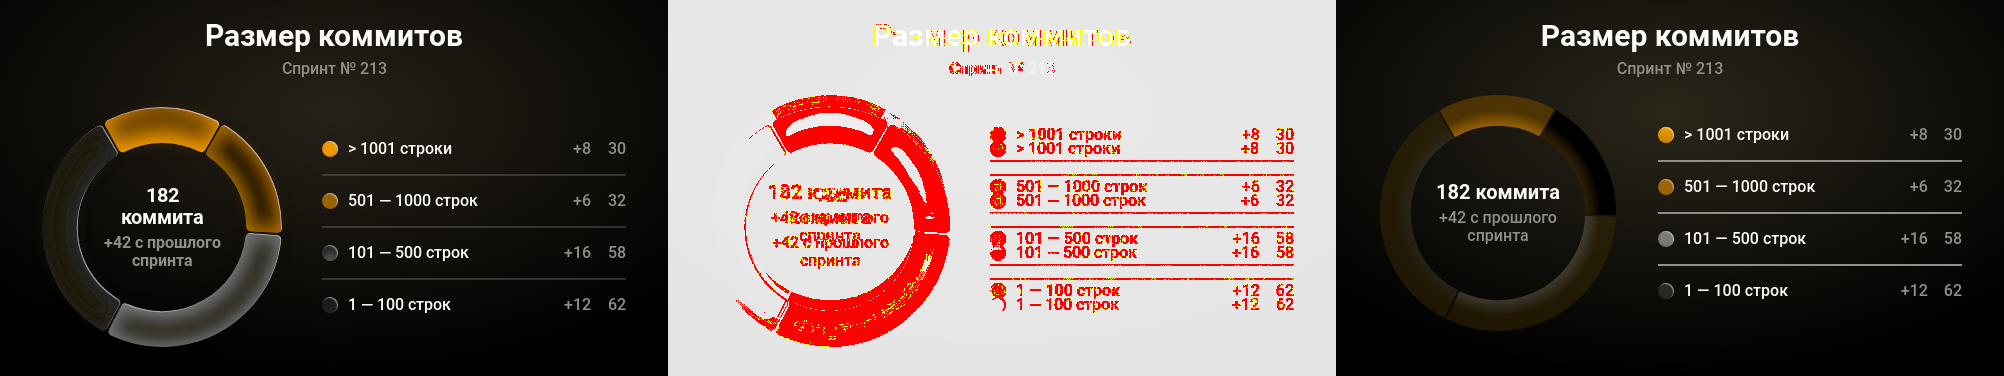 Размер коммитов
Спринт № 213
182
коммита
+42 с прошлого
спринта
> 1001 строки +8 30
501 — 1000 строк +6 32
101 — 500 строк +16 58
1 — 100 строк +12 62
Размер коммитов
Спринт № 213
182 коммита
> 1001 строки +8 30
> 1001 строки +8 30
501 — 1000 строк +6 32
501 — 1000 строк +6 32
101 — 500 строк +16 58
101 — 500 строк +16 58
1 — 100 строк +12 62
1 — 100 строк +12 62
+42 с прошлого
спринта
Размер коммитов
Спринт № 213
182 коммита
+42 с прошлого
спринта
> 1001 строки +8 30
501 — 1000 строк +6 32
101 — 500 строк +16 58
1 — 100 строк +12 62